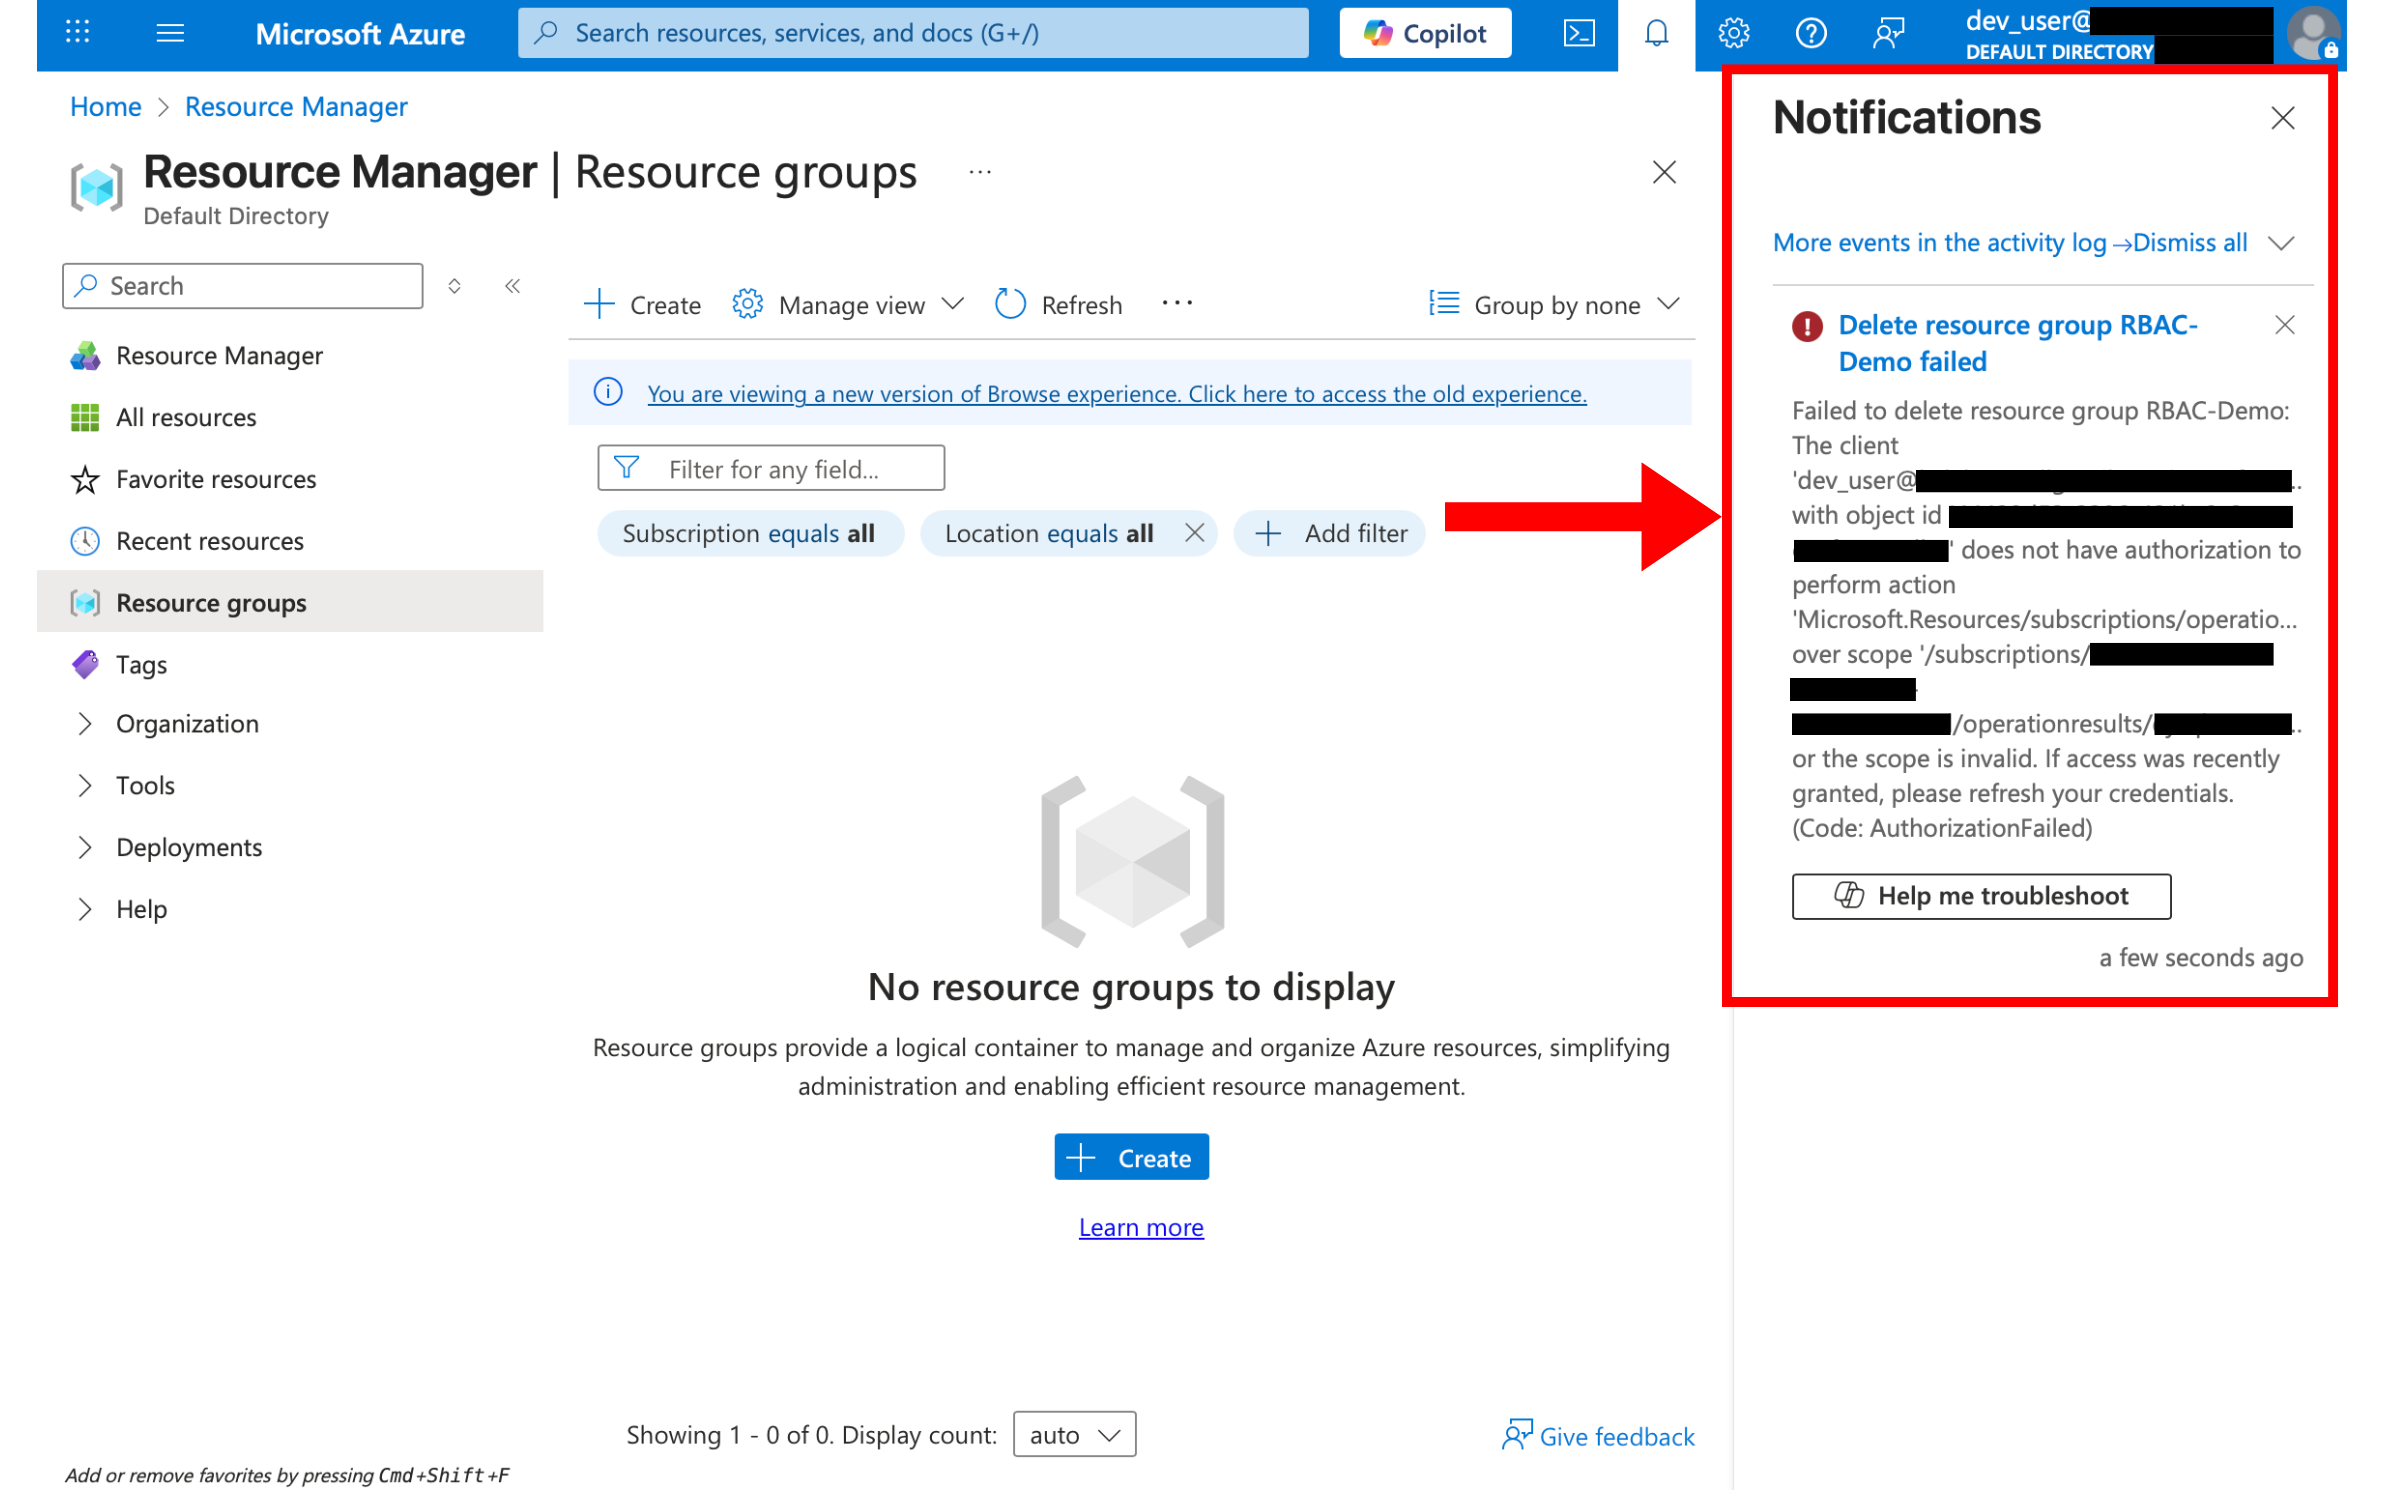 Microsoft Azure
Search resources, services, and docs (G+/)
Copilot
dev_user@
DEFAULT DIRECTORY
Home > Resource Manager
Resource Manager | Resource groups ...
Default Directory
Search
Resource Manager
All resources
Favorite resources
Recent resources
Resource groups
Tags
Organization
Tools
Deployments
Help
Add or remove favorites by pressing Cmd+Shift+F
Create
Manage view
Refresh
...
Group by none
You are viewing a new version of Browse experience. Click here to access the old experience.
Filter for any field...
Subscription equals all
Location equals all
Add filter
No resource groups to display
Resource groups provide a logical container to manage and organize Azure resources, simplifying
administration and enabling efficient resource management.
Create
Learn more
Showing 1 - 0 of 0. Display count: auto
Give feedback
Notifications
More events in the activity log →
Dismiss all
Delete resource group RBAC-
Demo failed
Failed to delete resource group RBAC-Demo:
The client
'dev_user@ ..
with object id
' does not have authorization to
perform action
'Microsoft.Resources/subscriptions/operatio...
over scope '/subscriptions/
/operationresults/ ..
or the scope is invalid. If access was recently
granted, please refresh your credentials.
(Code: AuthorizationFailed)
Help me troubleshoot
a few seconds ago